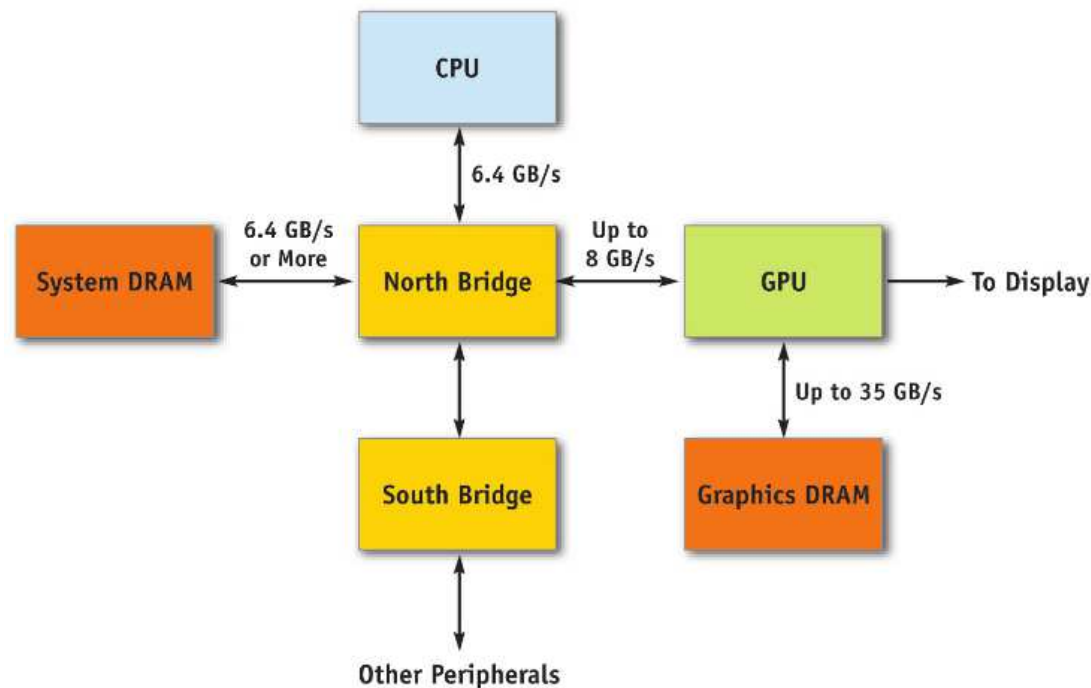 CPU
6.4 GB/s
6.4 GB/s
or More
Up to
8 GB/s
System DRAM
North Bridge
GPU
To Display
Up to 35 GB/s
South Bridge
Graphics DRAM
Other Peripherals